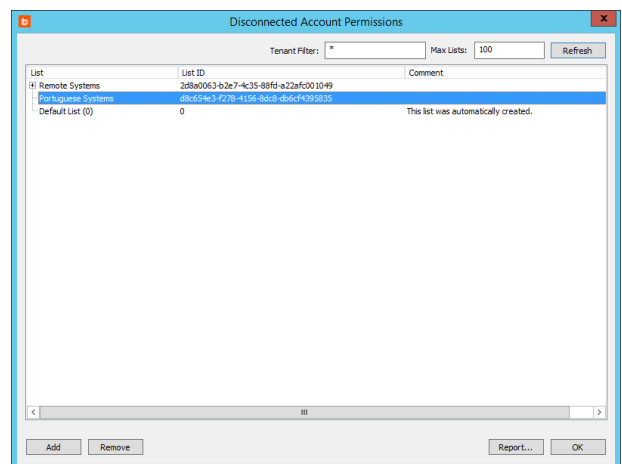 Disconnected Account Permissions
Tenant Filter: * Max Lists: 100 Refresh
List List ID Comment
Remote Systems 2d8a0063-b2e7-4c35-88fd-a22afc001049
Portuguese Systems d8c654e3-f278-4156-8dc8-db6cf4395835
Default List (0) 0 This list was automatically created.
Add Remove Report... OK